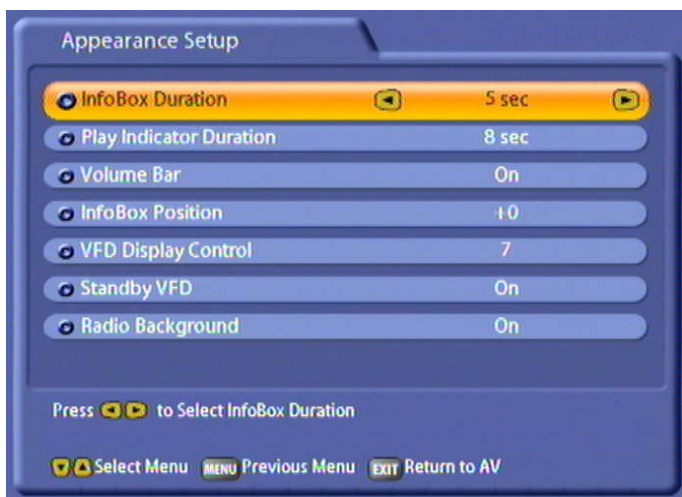 Appearance Setup
InfoBox Duration 5 sec
Play Indicator Duration 8 sec
Volume Bar On
InfoBox Position +0
VFD Display Control 7
Standby VFD On
Radio Background On
Press to Select InfoBox Duration
Select Menu MENU Previous Menu EXIT Return to AV